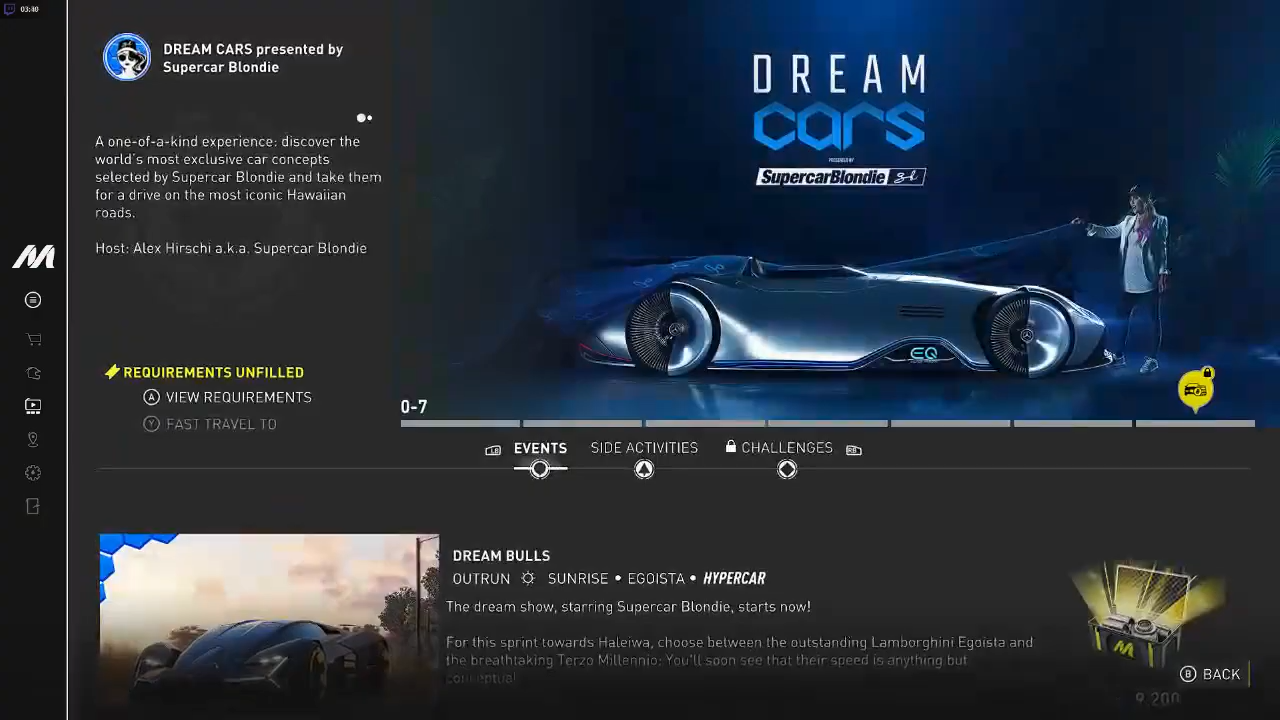 03:40
DREAM CARS presented by
Supercar Blondie
A one-of-a-kind experience: discover the
world's most exclusive car concepts
selected by Supercar Blondie and take them
for a drive on the most iconic Hawaiian
roads.
Host: Alex Hirschi a.k.a. Supercar Blondie
REQUIREMENTS UNFILLED
A VIEW REQUIREMENTS
Y FAST TRAVEL TO
DREAM
cars
PRESENTED BY
SupercarBlondie
EQ
0-7
LB EVENTS SIDE ACTIVITIES CHALLENGES RB
DREAM BULLS
OUTRUN SUNRISE • EGOISTA • HYPERCAR
The dream show, starring Supercar Blondie, starts now!
For this sprint towards Haleiwa, choose between the outstanding Lamborghini Egoista and
the breathtaking Terzo Millennio: You'll soon see that their speed is anything but
conceptual
B BACK
9,200